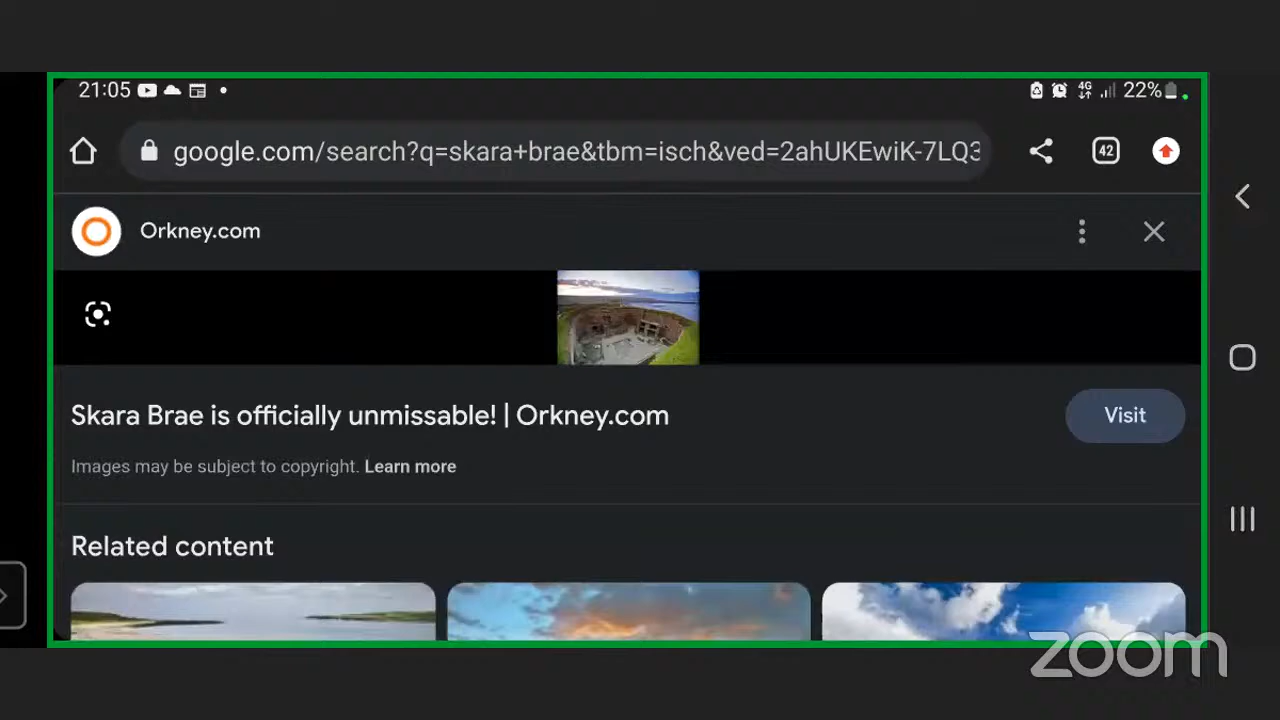 21:05
4G
22%
google.com/search?q=skara+brae&tbm=isch&ved=2ahUKEwiK-7LQ3
42
Orkney.com
Skara Brae is officially unmissable! | Orkney.com
Visit
Images may be subject to copyright. Learn more
Related content
zoom